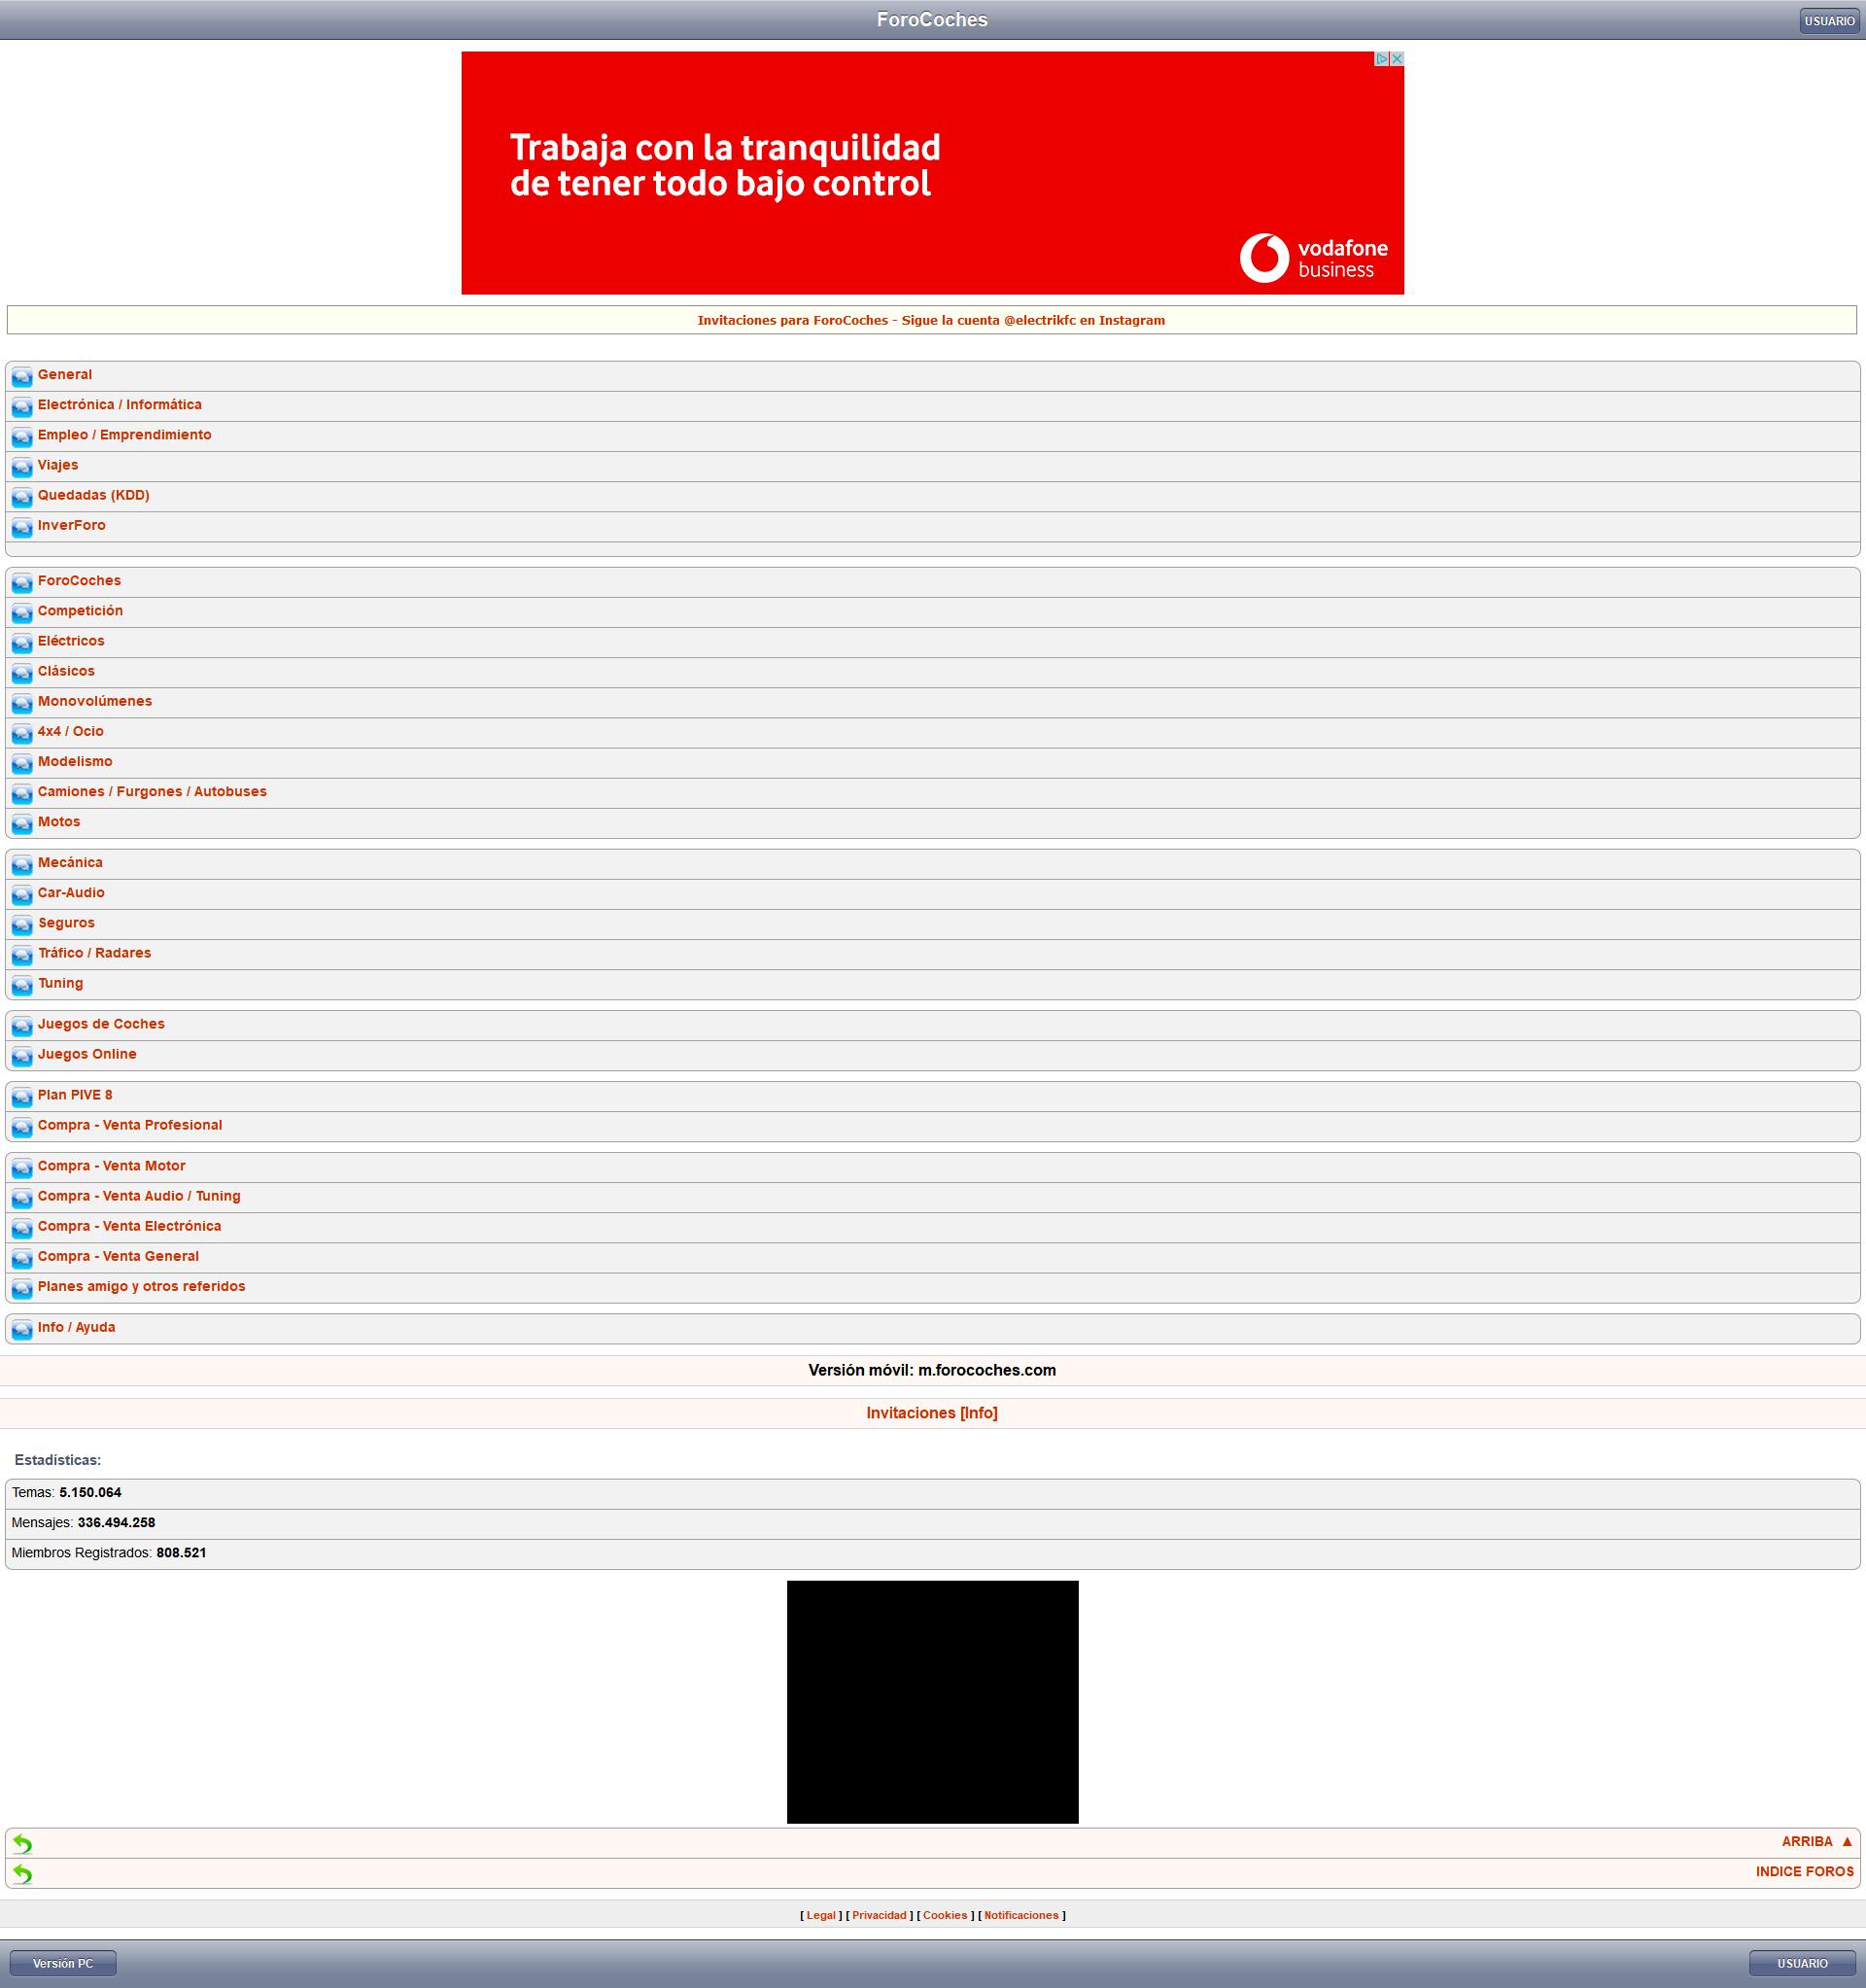 ForoCoches
USUARIO
Trabaja con la tranquilidad
de tener todo bajo control
vodafone
business
Invitaciones para ForoCoches - Sigue la cuenta @electrikfc en Instagram
General
Electrónica / Informática
Empleo / Emprendimiento
Viajes
Quedadas (KDD)
InverForo
ForoCoches
Competición
Eléctricos
Clásicos
Monovolúmenes
4x4 / Ocio
Modelismo
Camiones / Furgones / Autobuses
Motos
Mecánica
Car-Audio
Seguros
Tráfico / Radares
Tuning
Juegos de Coches
Juegos Online
Plan PIVE 8
Compra - Venta Profesional
Compra - Venta Motor
Compra - Venta Audio / Tuning
Compra - Venta Electrónica
Compra - Venta General
Planes amigo y otros referidos
Info / Ayuda
Versión móvil: m.forocoches.com
Invitaciones [Info]
Estadísticas:
Temas: 5.150.064
Mensajes: 336.494.258
Miembros Registrados: 808.521
ARRIBA ▲
INDICE FOROS
[ Legal ] [ Privacidad ] [ Cookies ] [ Notificaciones ]
Versión PC
USUARIO